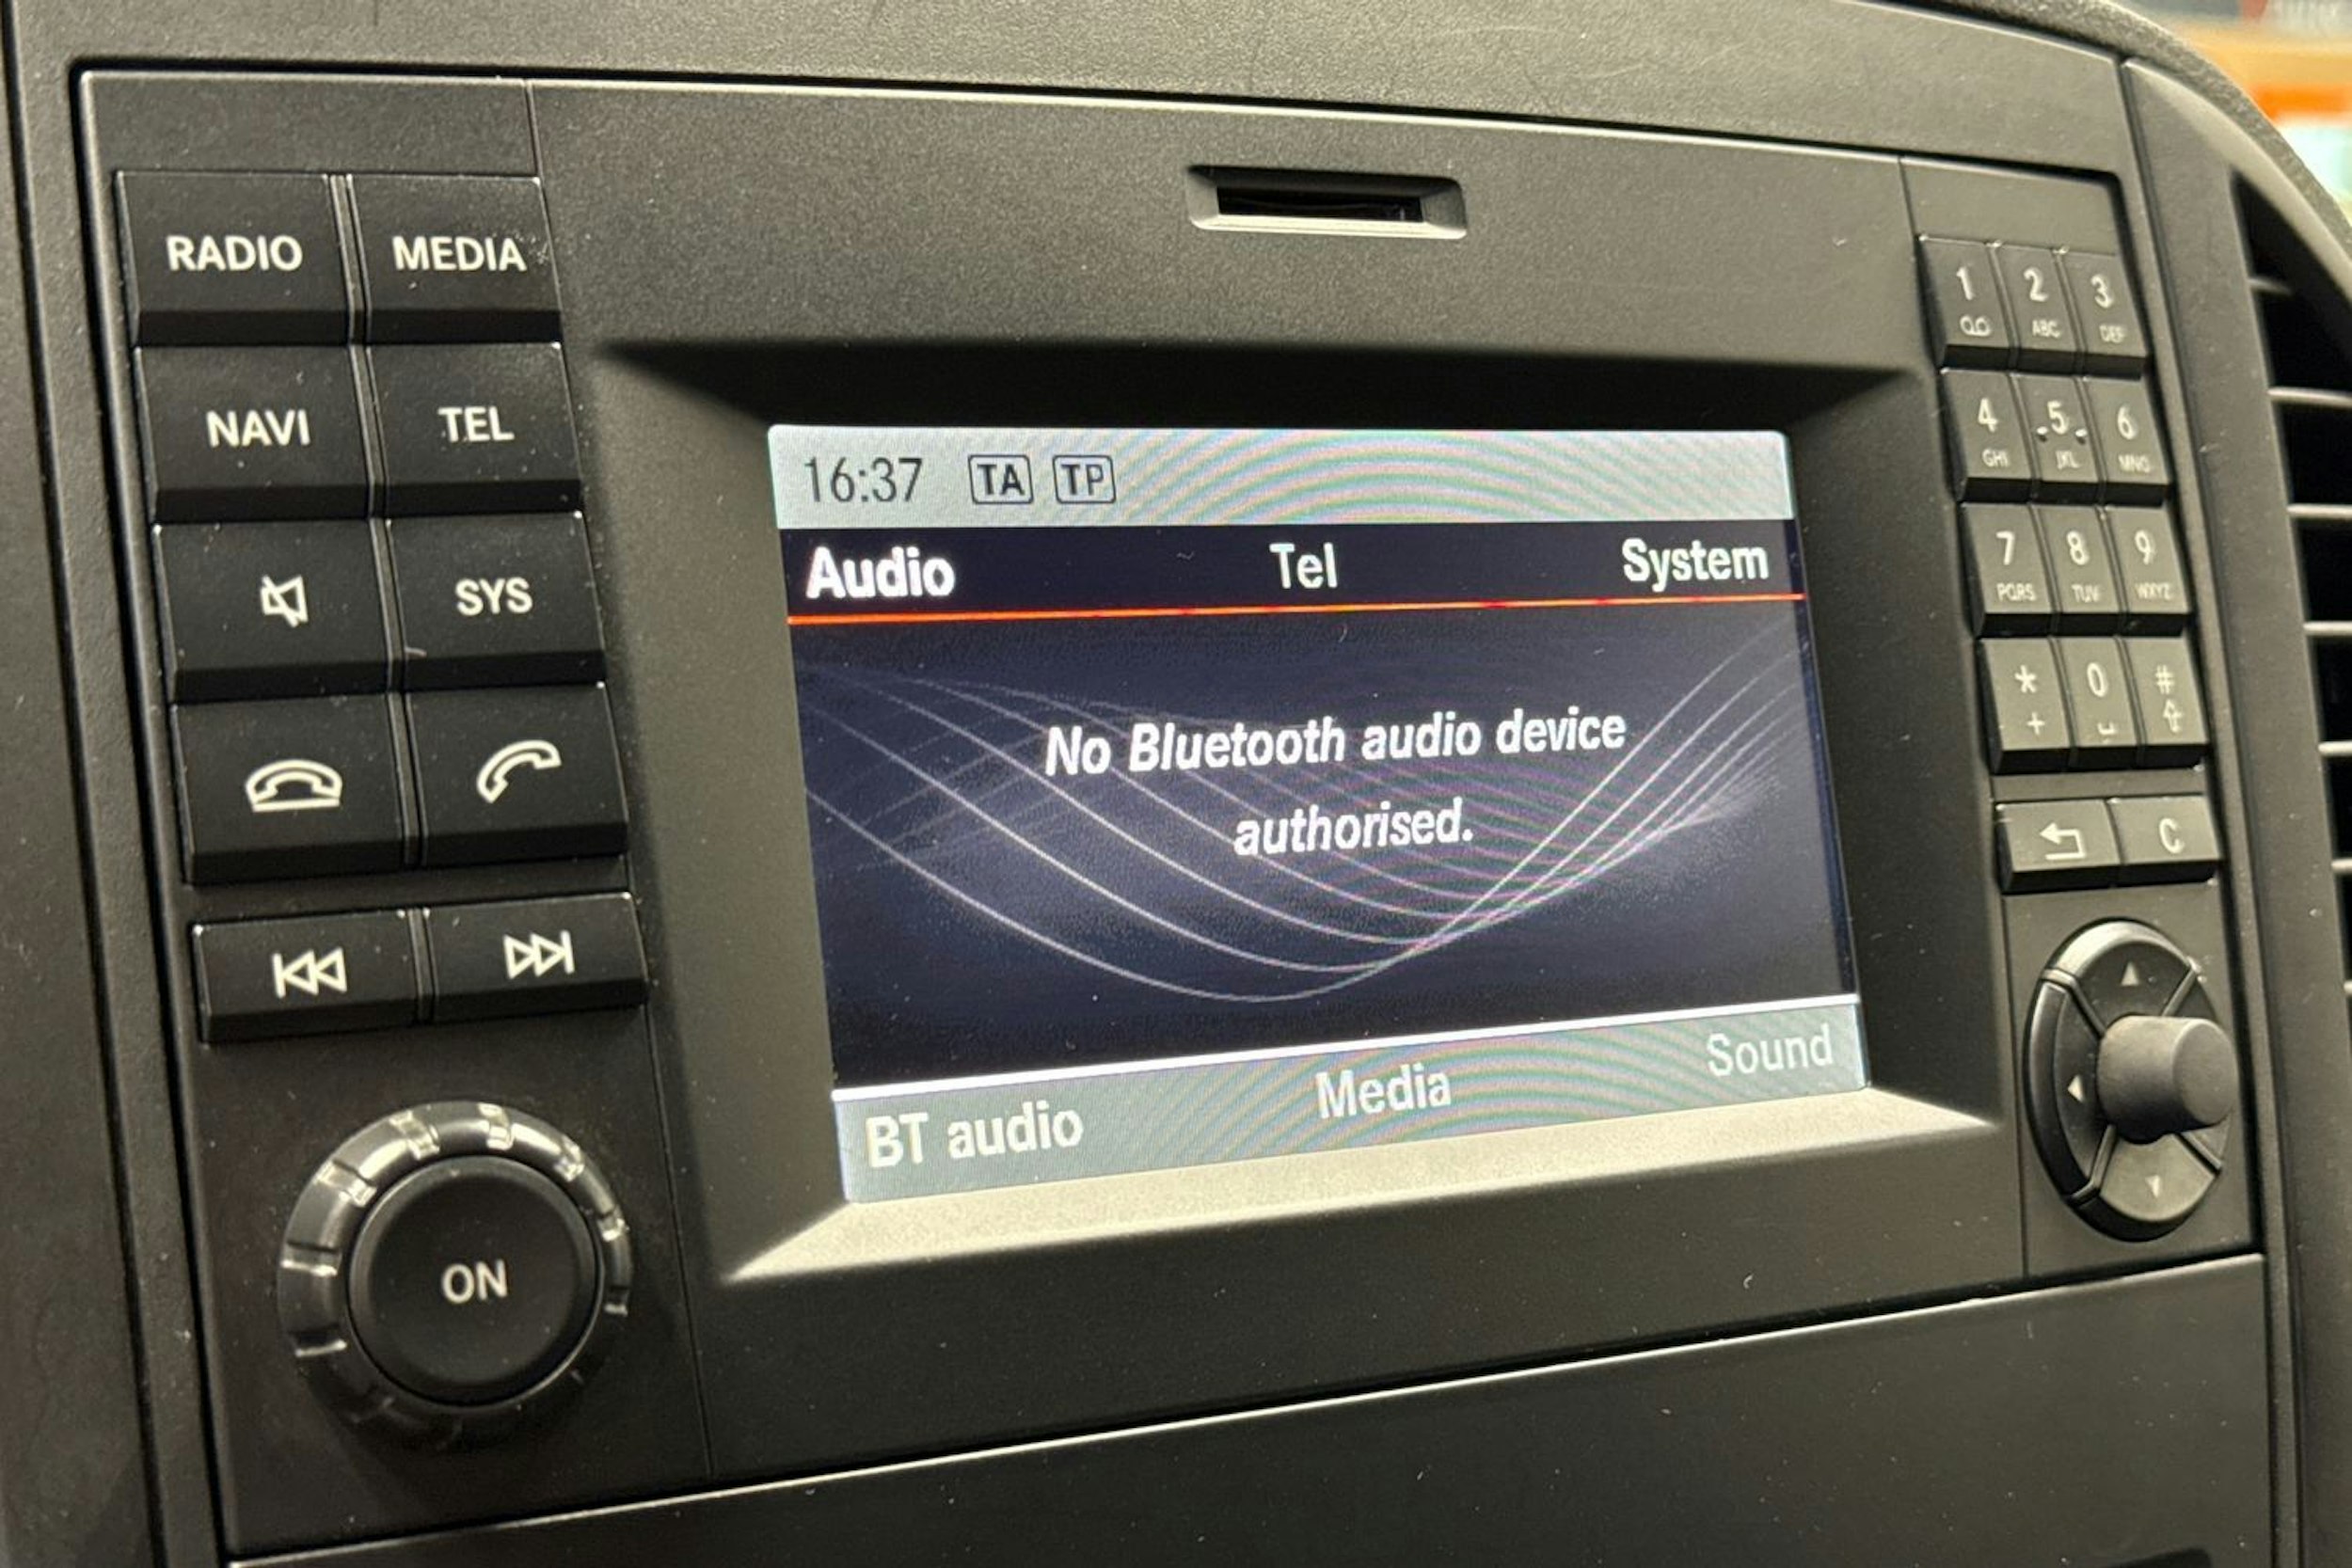 RADIO MEDIA
NAVI TEL
SYS
ON
16:37 TA TP
Audio Tel System
No Bluetooth audio device
authorised.
BT audio Media Sound
1 2 3
ABC DEF
4 5 6
GHI JKL MNO
7 8 9
PQRS TUV WXYZ
* 0 #
+
C